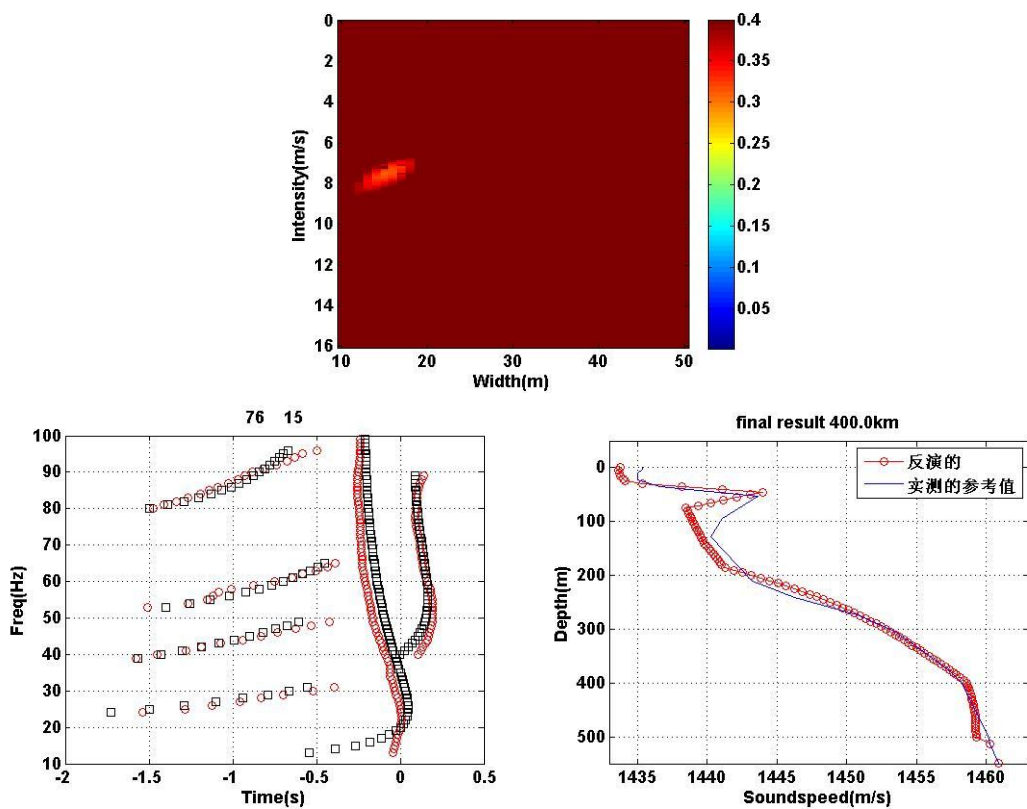 0
2
4
6
8
10
12
14
16
Intensity(m/s)
10 20 30 40 50
Width(m)
0.4
0.35
0.3
0.25
0.2
0.15
0.1
0.05
76 15
100
90
80
70
60
50
40
30
20
10
Freq(Hz)
-2 -1.5 -1 -0.5 0 0.5
Time(s)
final result 400.0km
反演的
实测的参考值
0
100
200
300
400
500
Depth(m)
1435 1440 1445 1450 1455 1460
Soundspeed(m/s)